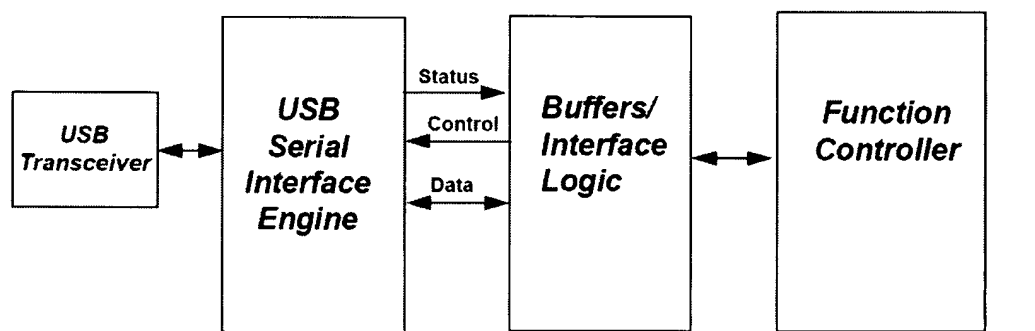 USB
Transceiver
USB
Serial
Interface
Engine
Status
Control
Data
Buffers/
Interface
Logic
Function
Controller